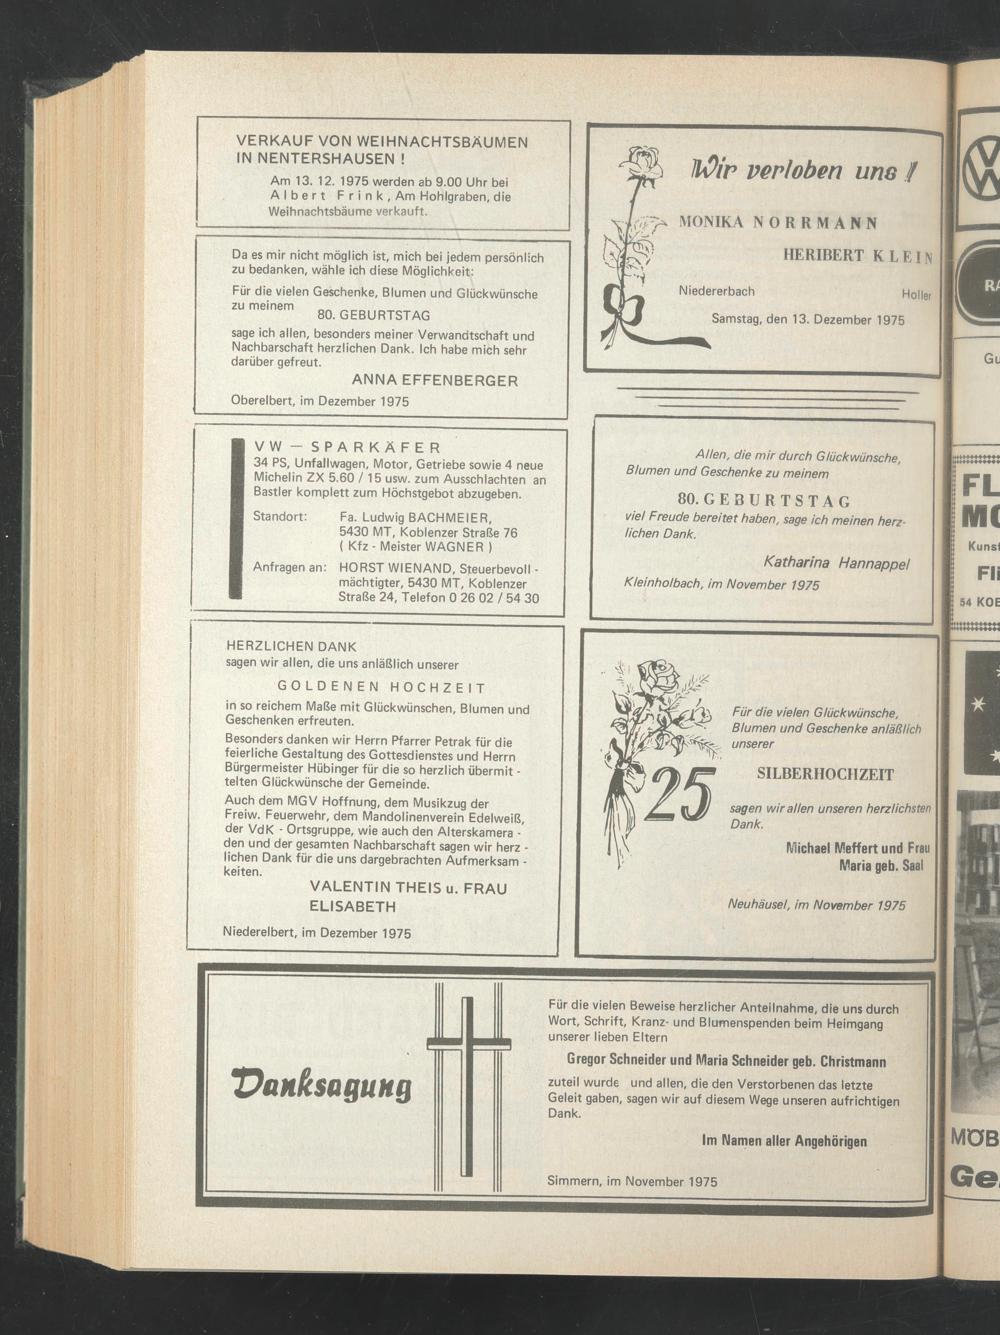 VERKAUF VON WEIHNACHTSBÄUMEN
IN NENTERSHAUSEN !
Am 13. 12. 1975 werden ab 9.00 Uhr bei
Albert Frink, Am Hohlgraben, die
Weihnachtsbäume verkauft.
Da es mir nicht möglich ist, mich bei jedem persönlich
zu bedanken, wähle ich diese Möglichkeit:
Für die vielen Geschenke, Blumen und Glückwünsche
zu meinem
80. GEBURTSTAG
sage ich allen, besonders meiner Verwandtschaft und
Nachbarschaft herzlichen Dank. Ich habe mich sehr
darüber gefreut.
ANNA EFFENBERGER
Oberelbert, im Dezember 1975
VW – SPARKÄFER
34 PS, Unfallwagen, Motor, Getriebe sowie 4 neue
Michelin ZX 5.60 / 15 usw. zum Ausschlachten an
Bastler komplett zum Höchstgebot abzugeben.
Standort: Fa. Ludwig BACHMEIER,
5430 MT, Koblenzer Straße 76
( Kfz - Meister WAGNER )
Anfragen an: HORST WIENAND, Steuerbevoll -
mächtigter, 5430 MT, Koblenzer
Straße 24, Telefon 0 26 02 / 54 30
HERZLICHEN DANK
sagen wir allen, die uns anläßlich unserer
GOLDENEN HOCHZEIT
in so reichem Maße mit Glückwünschen, Blumen und
Geschenken erfreuten.
Besonders danken wir Herrn Pfarrer Petrak für die
feierliche Gestaltung des Gottesdienstes und Herrn
Bürgermeister Hübinger für die so herzlich übermit -
telten Glückwünsche der Gemeinde.
Auch dem MGV Hoffnung, dem Musikzug der
Freiw. Feuerwehr, dem Mandolinenverein Edelweiß,
der VdK - Ortsgruppe, wie auch den Alterskamera -
den und der gesamten Nachbarschaft sagen wir herz -
lichen Dank für die uns dargebrachten Aufmerksam -
keiten.
VALENTIN THEIS u. FRAU
ELISABETH
Niederelbert, im Dezember 1975
Wir verloben uns !
MONIKA NORRMANN
HERIBERT KLEIN
Niedererbach Holler
Samstag, den 13. Dezember 1975
Allen, die mir durch Glückwünsche,
Blumen und Geschenke zu meinem
80. GEBURTSTAG
viel Freude bereitet haben, sage ich meinen herz-
lichen Dank.
Katharina Hannappel
Kleinholbach, im November 1975
Für die vielen Glückwünsche,
Blumen und Geschenke anläßlich
unserer
25
SILBERHOCHZEIT
sagen wir allen unseren herzlichsten
Dank.
Michael Meffert und Frau
Maria geb. Saal
Neuhäusel, im November 1975
Danksagung
Für die vielen Beweise herzlicher Anteilnahme, die uns durch
Wort, Schrift, Kranz- und Blumenspenden beim Heimgang
unserer lieben Eltern
Gregor Schneider und Maria Schneider geb. Christmann
zuteil wurde und allen, die den Verstorbenen das letzte
Geleit gaben, sagen wir auf diesem Wege unseren aufrichtigen
Dank.
Im Namen aller Angehörigen
Simmern, im November 1975
VW
RA
Gu
FL
MO
Kunst
Fli
54 KOB
MÖB
Ge